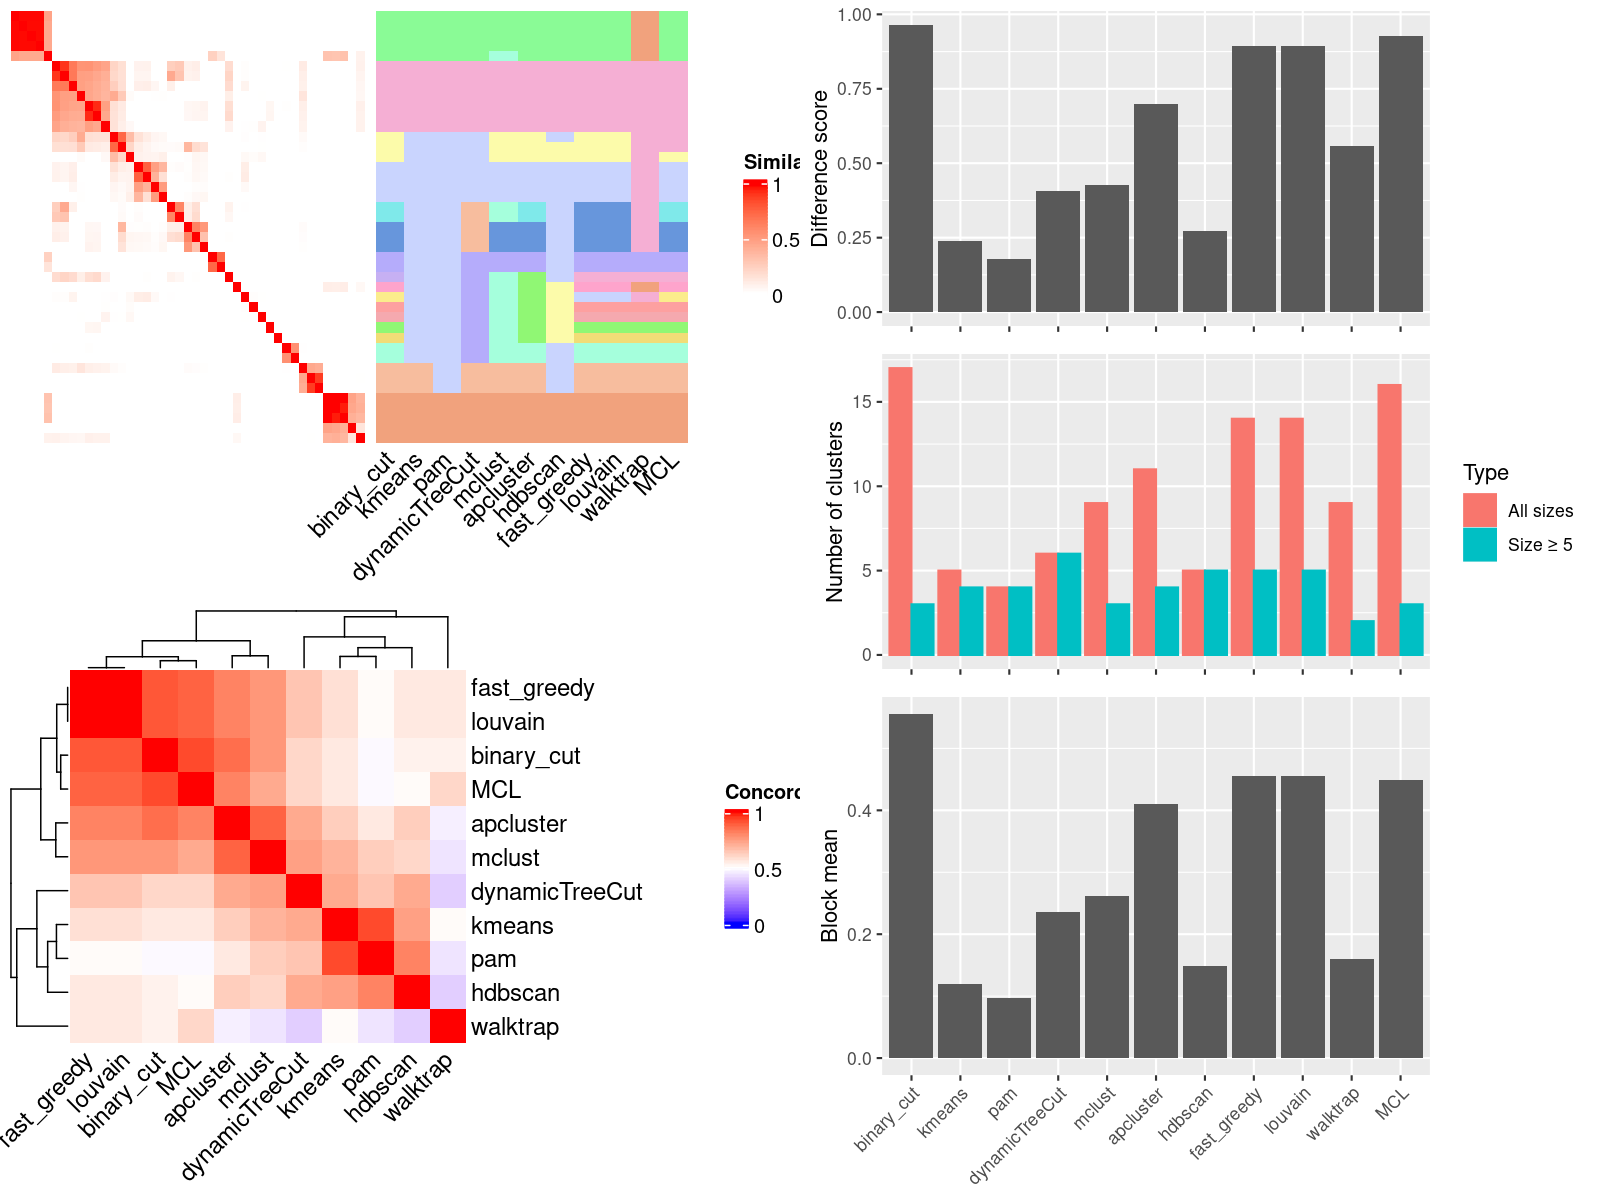 Simila
1
0.5
0
binary_cut
kmeans
pam
dynamicTreeCut
mclust
apcluster
hdbscan
fast_greedy
louvain
walktrap
MCL
fast_greedy
louvain
binary_cut
MCL
apcluster
mclust
dynamicTreeCut
kmeans
pam
hdbscan
walktrap
Concord
1
0.5
0
fast_greedy
louvain
binary_cut
MCL
apcluster
mclust
dynamicTreeCut
kmeans
pam
hdbscan
walktrap
Difference score
1.00
0.75
0.50
0.25
0.00
Number of clusters
15
10
5
0
Type
All sizes
Size ≥ 5
Block mean
0.4
0.2
0.0
binary_cut
kmeans
pam
dynamicTreeCut
mclust
apcluster
hdbscan
fast_greedy
louvain
walktrap
MCL